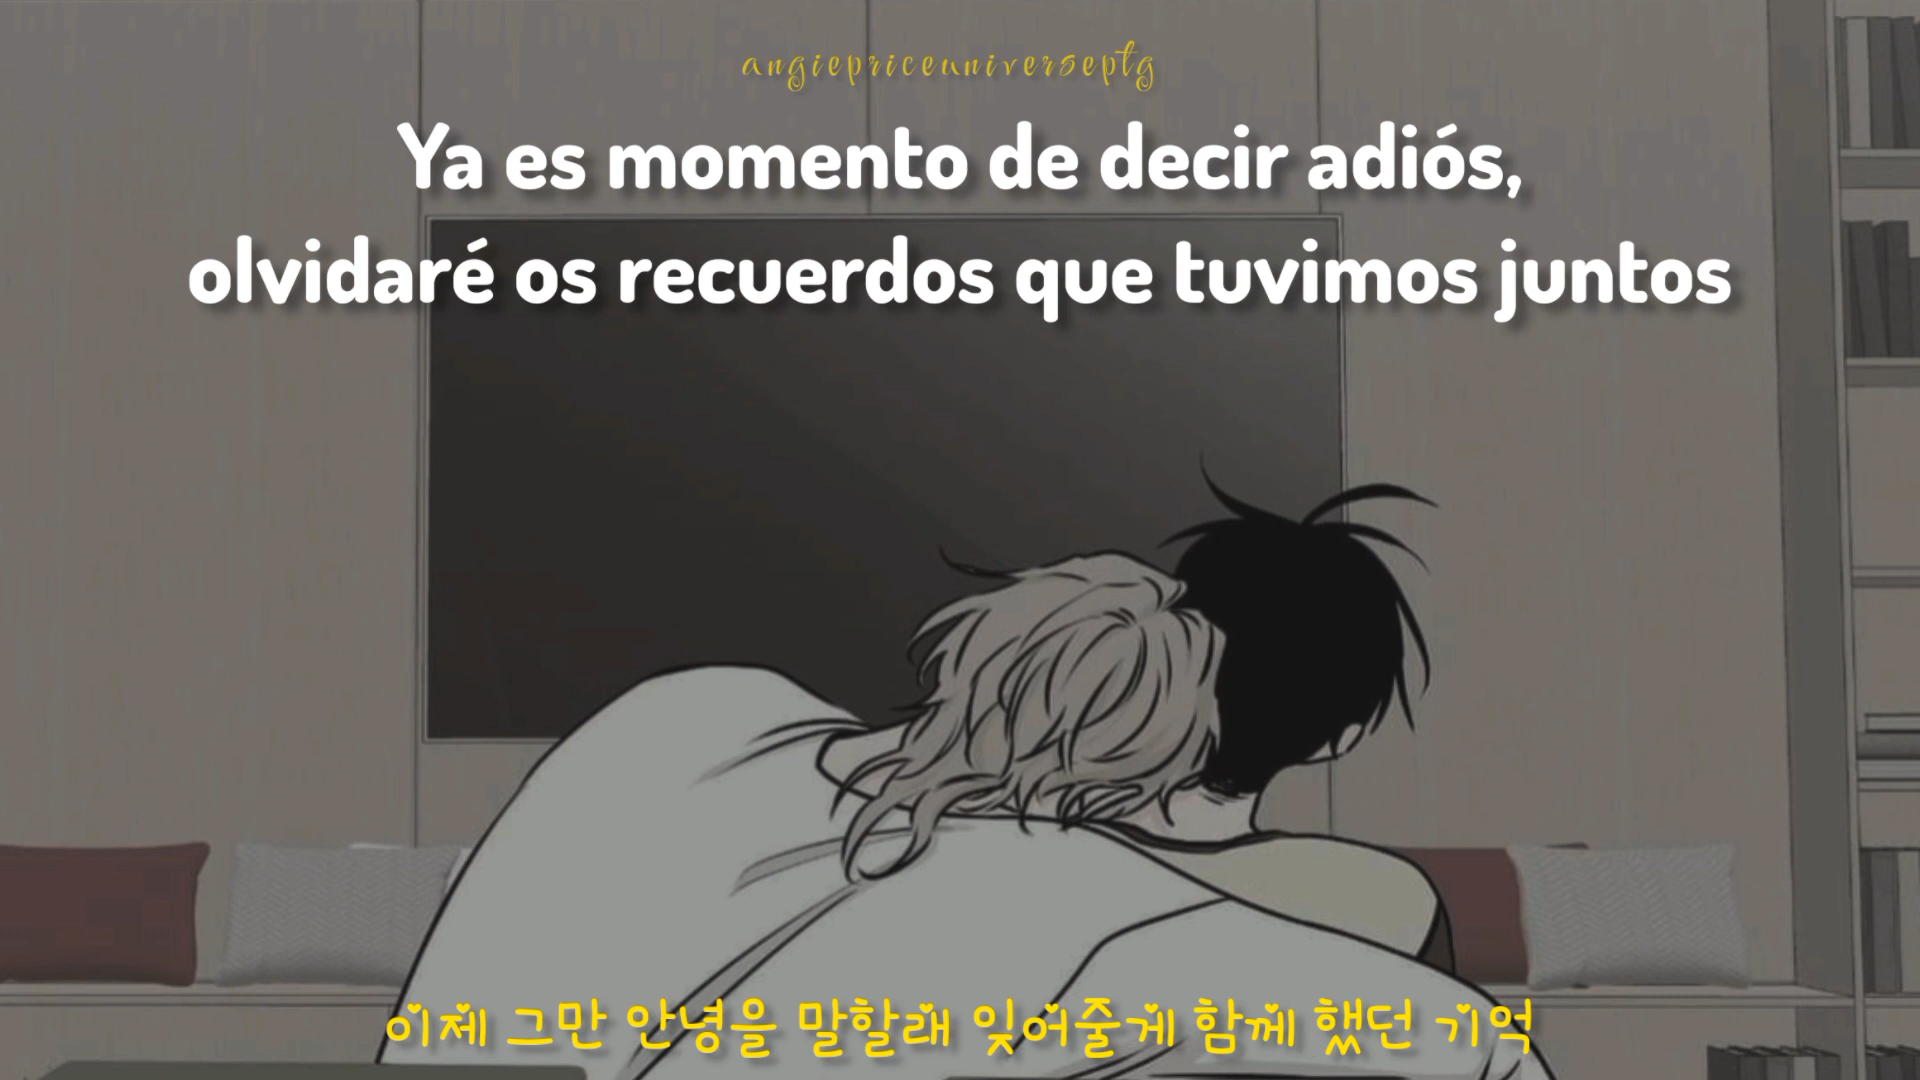 angiepriceuniverseptg
Ya es momento de decir adiós,
olvidaré os recuerdos que tuvimos juntos
이제 그만 안녕을 말할래 잊어줄게 함께 했던 기억